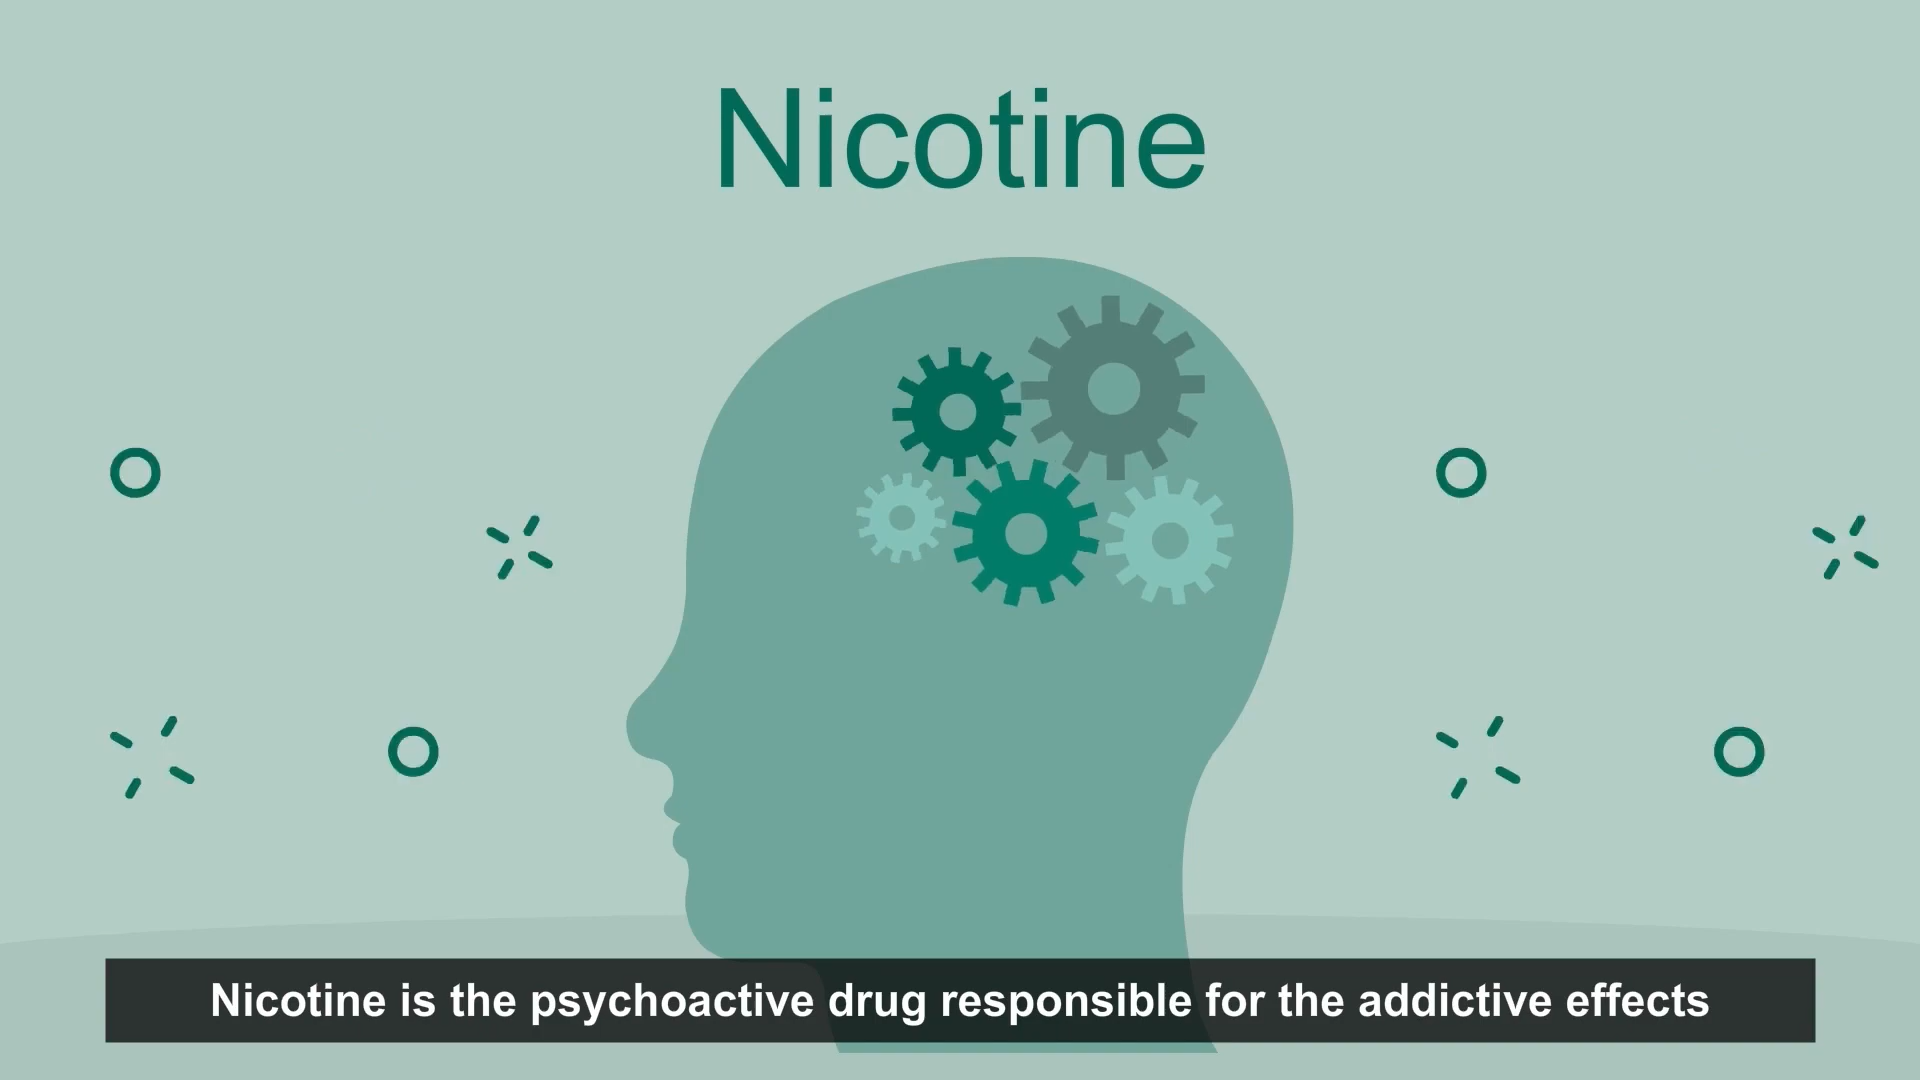 Nicotine
Nicotine is the psychoactive drug responsible for the addictive effects